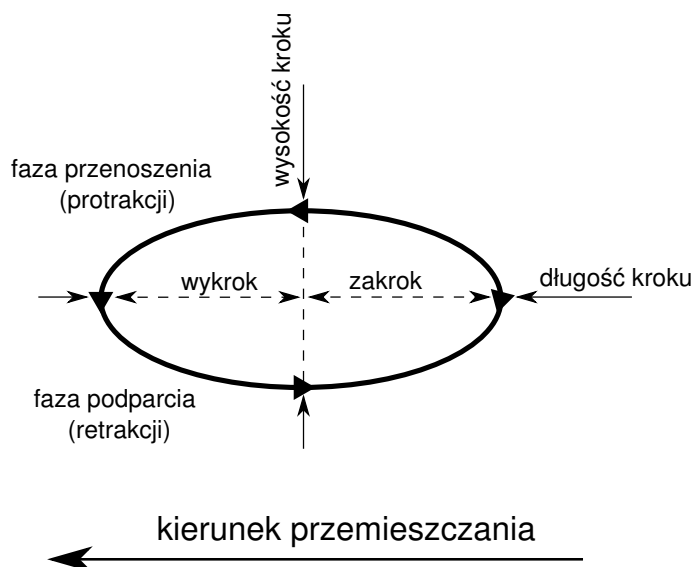 wysokość kroku
faza przenoszenia
(protrakcji)
wykrok
zakrok
długość kroku
faza podparcia
(retrakcji)
kierunek przemieszczania